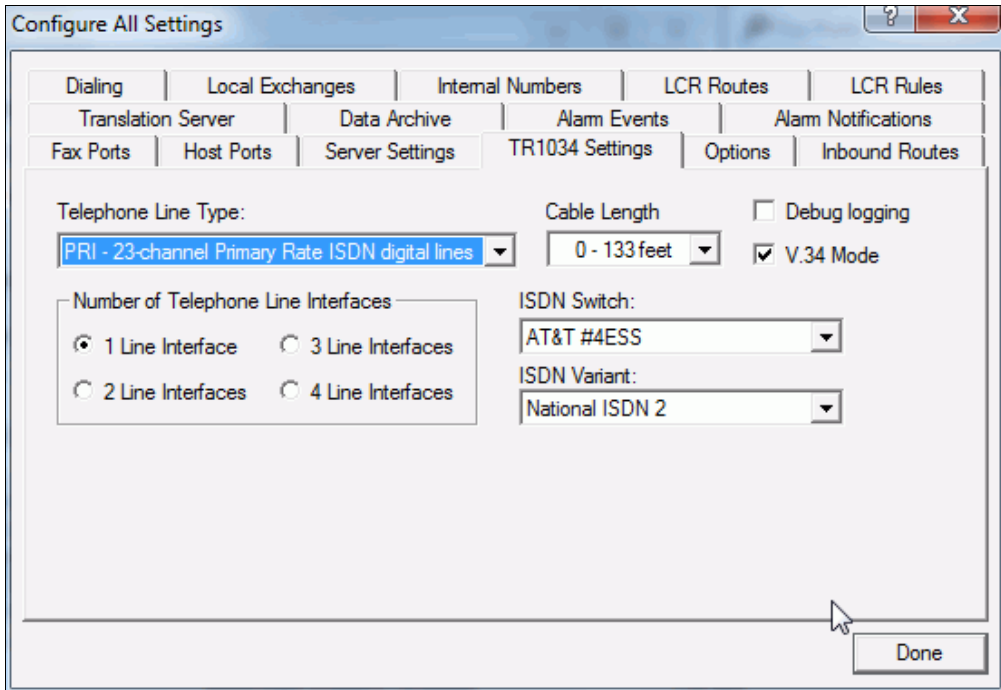 Configure All Settings
Dialing
Local Exchanges
Internal Numbers
LCR Routes
LCR Rules
Translation Server
Data Archive
Alarm Events
Alarm Notifications
Fax Ports
Host Ports
Server Settings
TR1034 Settings
Options
Inbound Routes
Telephone Line Type:
PRI - 23-channel Primary Rate ISDN digital lines
Cable Length
0 - 133 feet
Debug logging
V.34 Mode
Number of Telephone Line Interfaces
1 Line Interface
3 Line Interfaces
2 Line Interfaces
4 Line Interfaces
ISDN Switch:
AT&T #4ESS
ISDN Variant:
National ISDN 2
Done